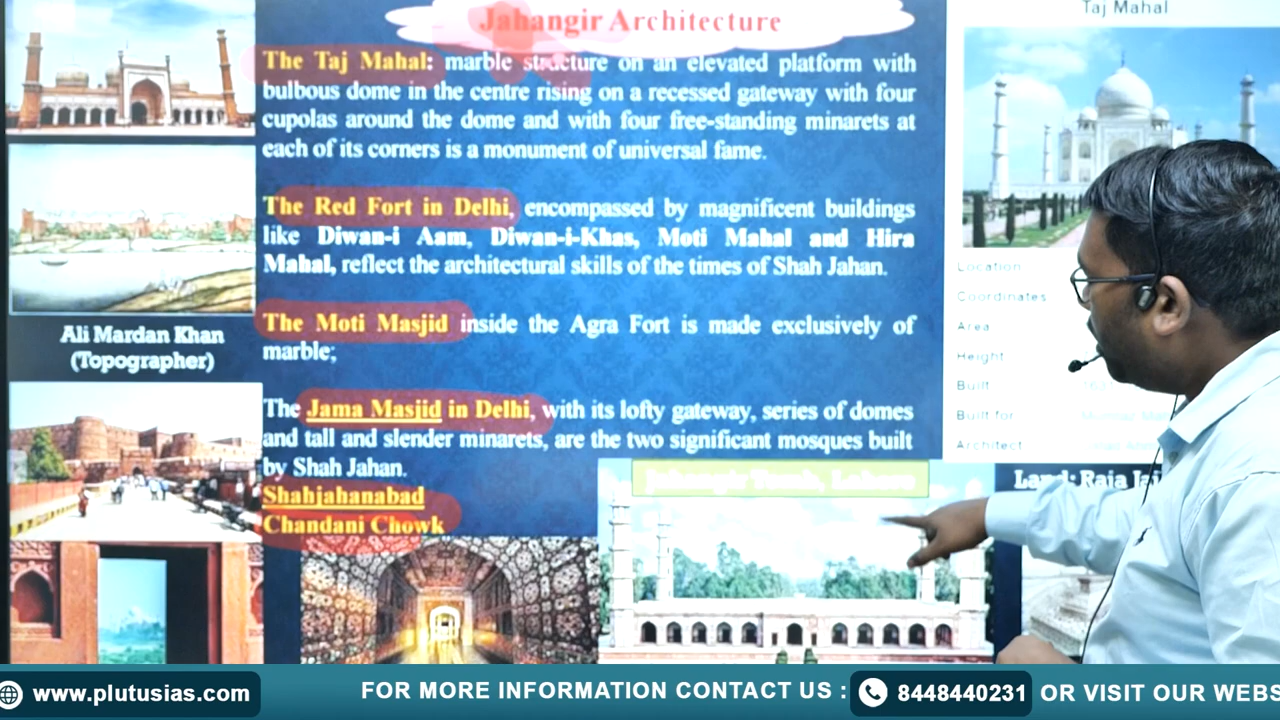 Jahangir Architecture
The Taj Mahal: marble structure on an elevated platform with
bulbous dome in the centre rising on a recessed gateway with four
cupolas around the dome and with four free-standing minarets at
each of its corners is a monument of universal fame.
The Red Fort in Delhi, encompassed by magnificent buildings
like Diwan-i Aam, Diwan-i-Khas, Moti Mahal and Hira
Mahal, reflect the architectural skills of the times of Shah Jahan.
The Moti Masjid inside the Agra Fort is made exclusively of
marble;
The Jama Masjid in Delhi, with its lofty gateway, series of domes
and tall and slender minarets, are the two significant mosques built
by Shah Jahan.
Shahjahanabad
Chandani Chowk
Ali Mardan Khan
(Topographer)
Jahangir Tomb, Lahore
Taj Mahal
Location
Coordinates
Area
Height
Built
Built for
Architect
Land: Raja Jai
www.plutusias.com
FOR MORE INFORMATION CONTACT US :
8448440231
OR VISIT OUR WEBS